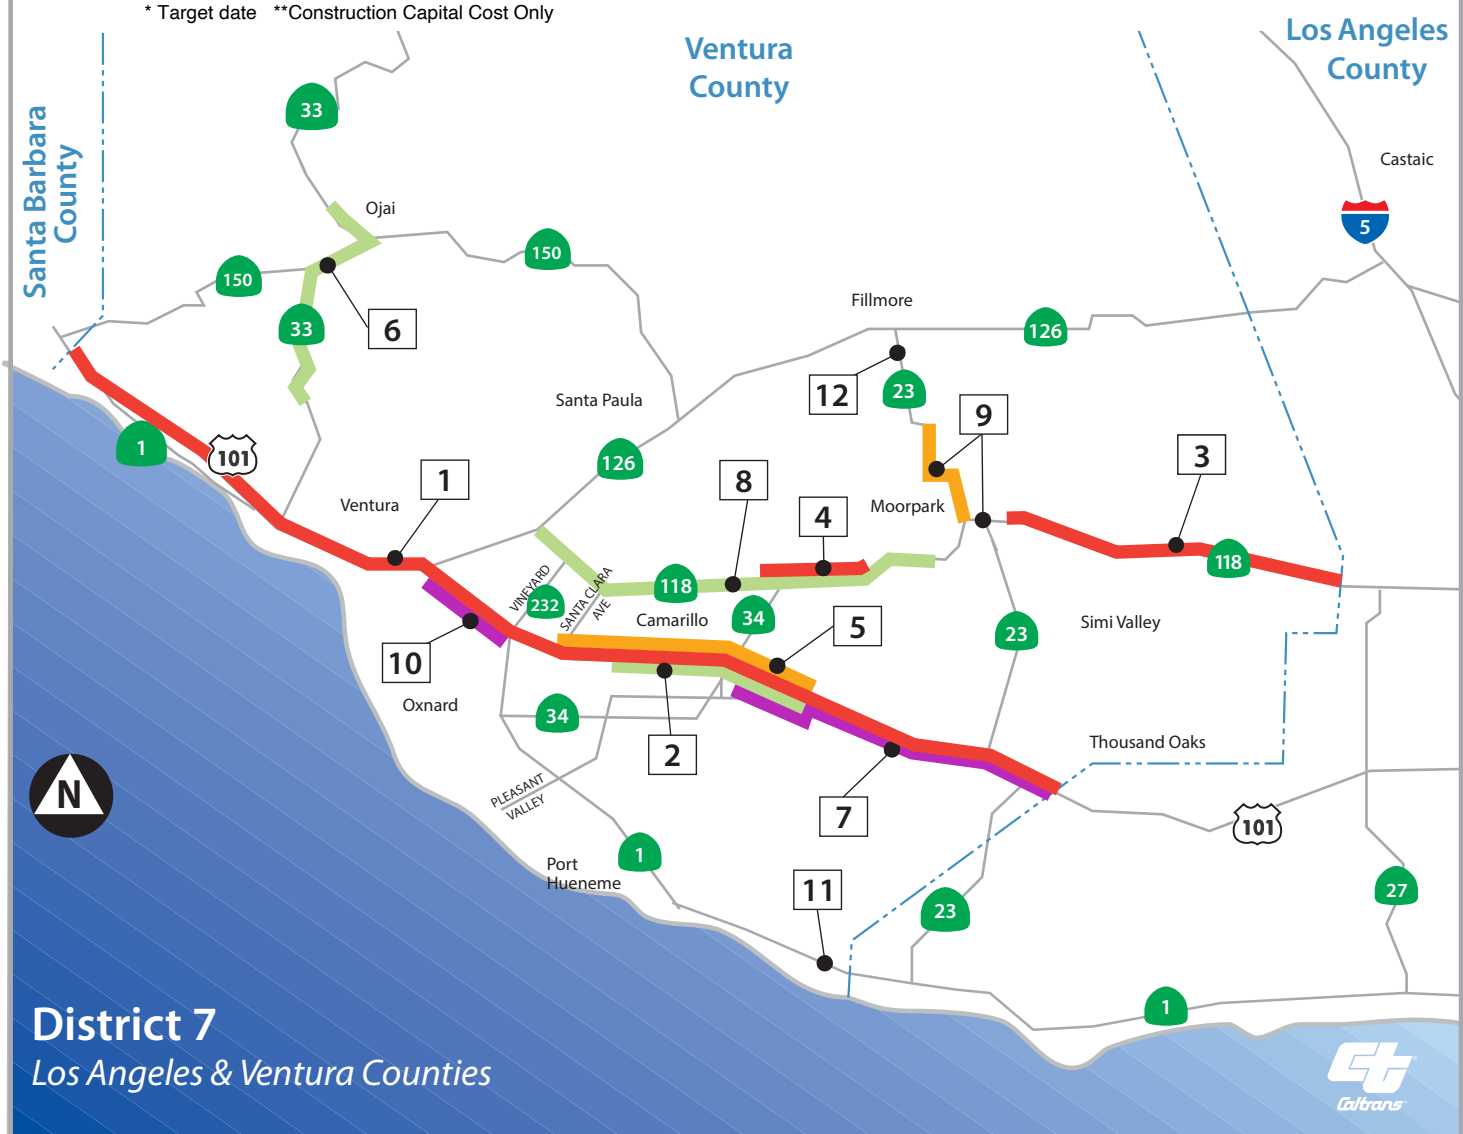 * Target date **Construction Capital Cost Only
Ventura
County
Los Angeles
County
Santa Barbara
County
Castaic
33
5
Ojai
150
150
33
6
Fillmore
126
12
23
9
Santa Paula
1
101
126
3
1
8
Ventura
4
Moorpark
118
118
VINEYARD
232
SANTA CLARA
AVE
Camarillo
34
5
23
Simi Valley
10
Oxnard
34
2
Thousand Oaks
PLEASANT
VALLEY
7
101
N
1
Port
Hueneme
11
23
27
1
District 7
Los Angeles & Ventura Counties
Caltrans